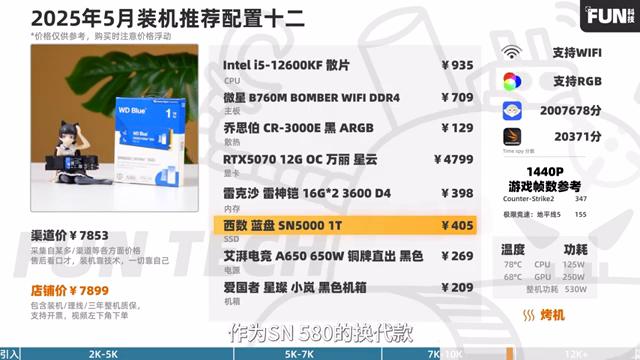 2025年5月装机推荐配置十二
*价格仅供参考，购买时注意价格浮动
FUN科技
WD Blue
1TB
渠道价 ¥ 7853
采集自某多/某渠道等各方面价格
售后看口才，装机靠技术，一切靠自己
店铺价 ¥ 7899
包含装机/理线/三年整机质保，
支持开票，视频左下角下单
Intel i5-12600KF 散片 ¥ 935
CPU
微星 B760M BOMBER WIFI DDR4 ¥ 709
主板
乔思伯 CR-3000E 黑 ARGB ¥ 129
散热
RTX5070 12G OC 万丽 星云 ¥ 4799
显卡
雷克沙 雷神铠 16G*2 3600 D4 ¥ 398
内存
西数 蓝盘 SN5000 1T ¥ 405
SSD
艾湃电竞 A650 650W 铜牌直出 黑色 ¥ 269
电源
爱国者 星璨 小岚 黑色机箱 ¥ 209
机箱
支持WIFI
支持RGB
2007678分
20371分
Time spy 分数
1440P
游戏帧数参考
Counter-Strike2 347
极限竞速：地平线5 155
温度 功耗
78°C CPU 125W
68°C GPU 250W
整机功耗 530W
烤机
FUN TECH
作为SN 580的换代款
引入 2K-5K 5K-7K 7K-10K 12K+